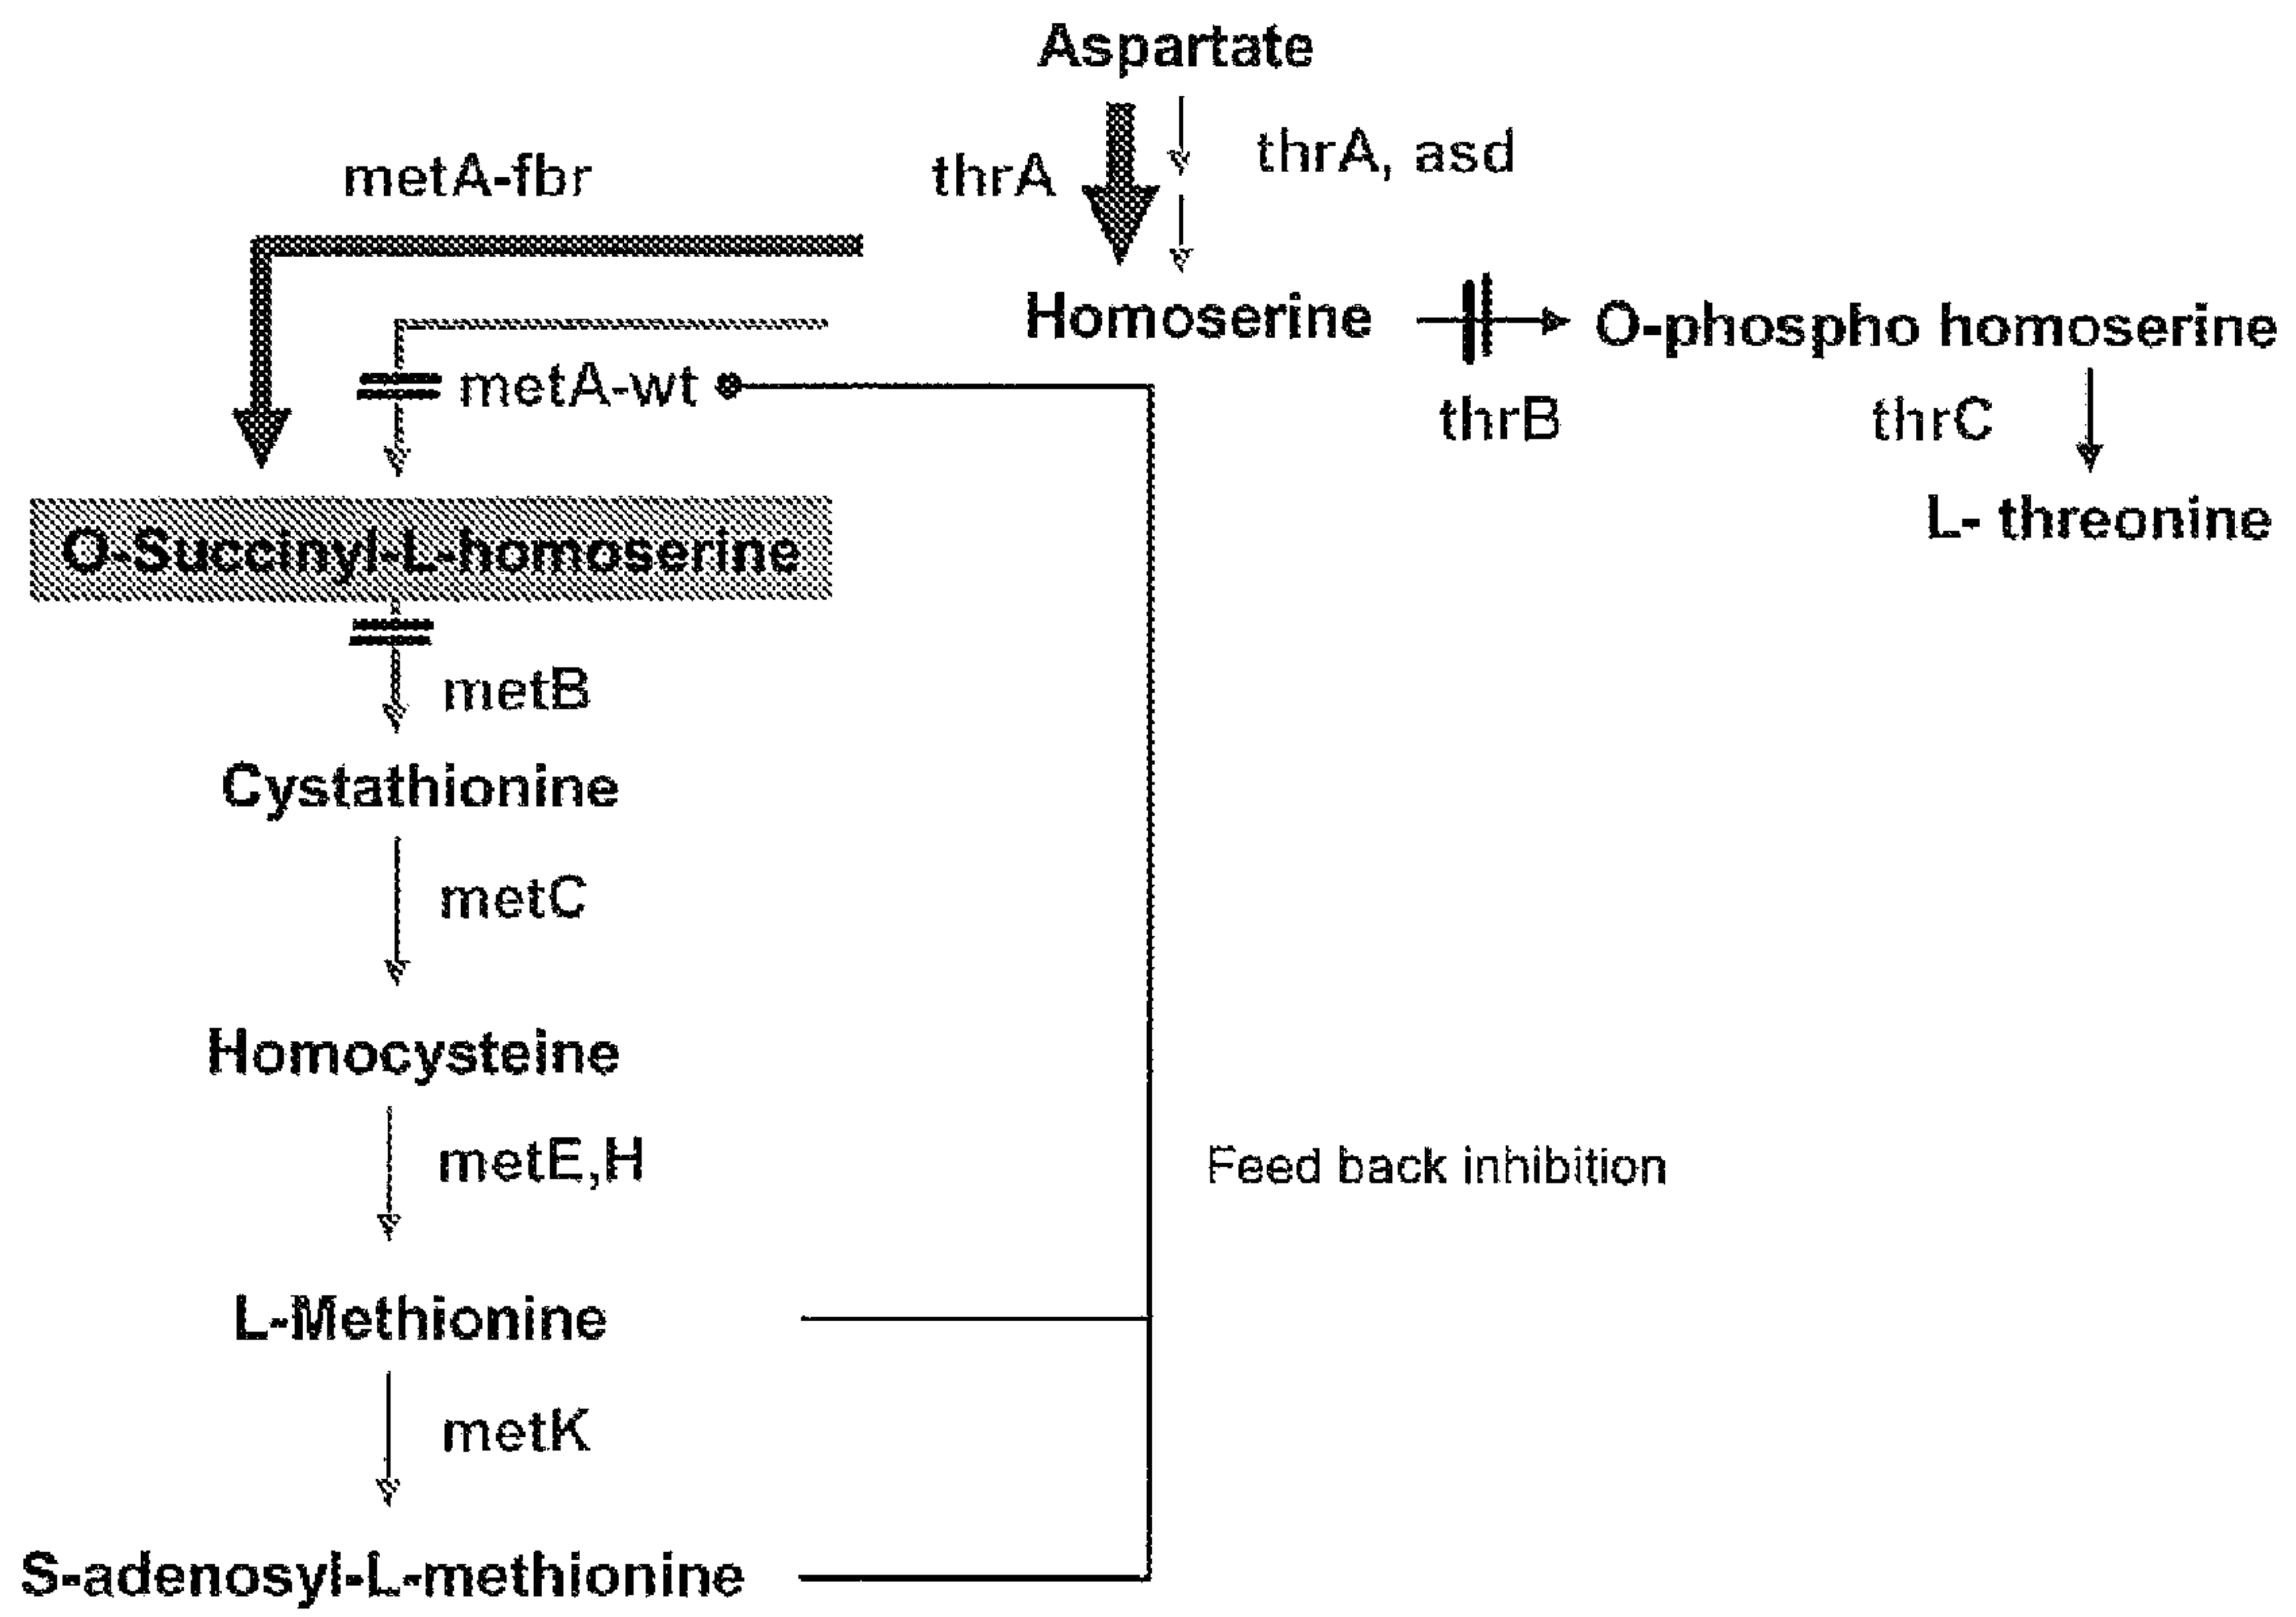 Aspartate
metA-fbr
thrA
thrA, asd
Homoserine
O-phospho homoserine
metA-wt
thrB
thrC
O-Succinyl-L-homoserine
L- threonine
metB
Cystathionine
metC
Homocysteine
metE,H
Feed back inhibition
L-Methionine
metK
S-adenosyl-L-methionine